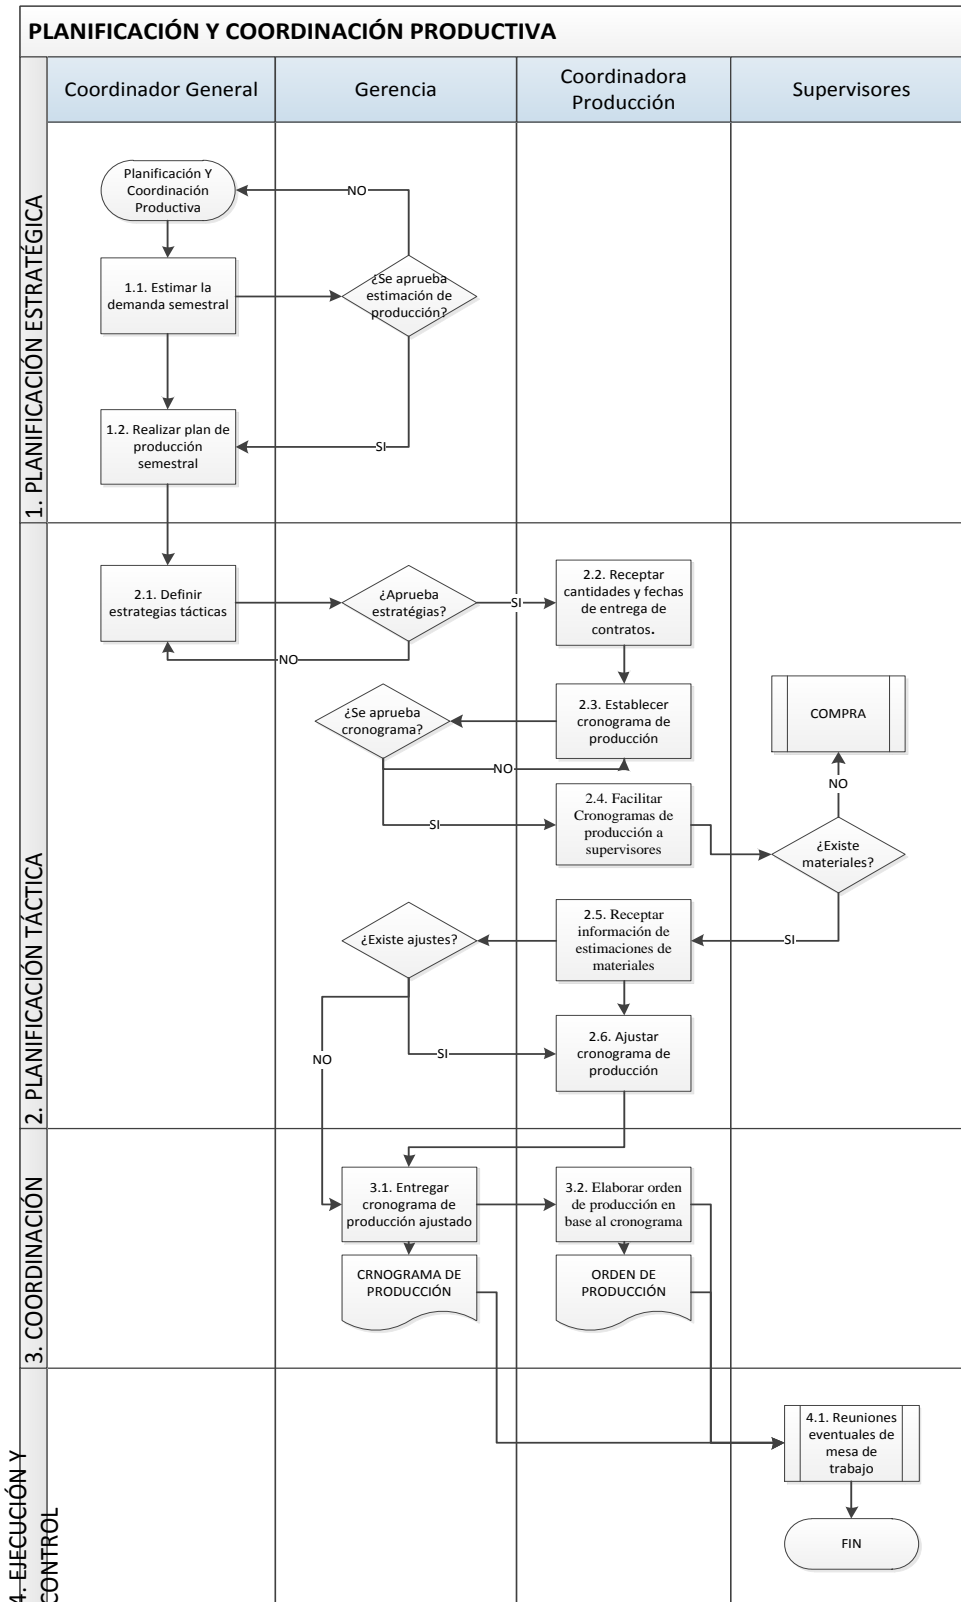 PLANIFICACIÓN Y COORDINACIÓN PRODUCTIVA
Coordinador General
Gerencia
Coordinadora
Producción
Supervisores
1. PLANIFICACIÓN ESTRATÉGICA
Planificación Y
Coordinación
Productiva
NO
1.1. Estimar la
demanda semestral
¿Se aprueba
estimación de
producción?
1.2. Realizar plan de
producción
semestral
SI
2. PLANIFICACIÓN TÁCTICA
2.1. Definir
estrategias tácticas
¿Aprueba
estratégias?
SI
2.2. Receptar
cantidades y fechas
de entrega de
contratos.
NO
¿Se aprueba
cronograma?
2.3. Establecer
cronograma de
producción
COMPRA
NO
NO
SI
2.4. Facilitar
Cronogramas de
producción a
supervisores
¿Existe
materiales?
¿Existe ajustes?
2.5. Receptar
información de
estimaciones de
materiales
SI
NO
SI
2.6. Ajustar
cronograma de
producción
3. COORDINACIÓN
3.1. Entregar
cronograma de
producción ajustado
3.2. Elaborar orden
de producción en
base al cronograma
CRNOGRAMA DE
PRODUCCIÓN
ORDEN DE
PRODUCCIÓN
4. EJECUCIÓN Y
CONTROL
4.1. Reuniones
eventuales de
mesa de
trabajo
FIN